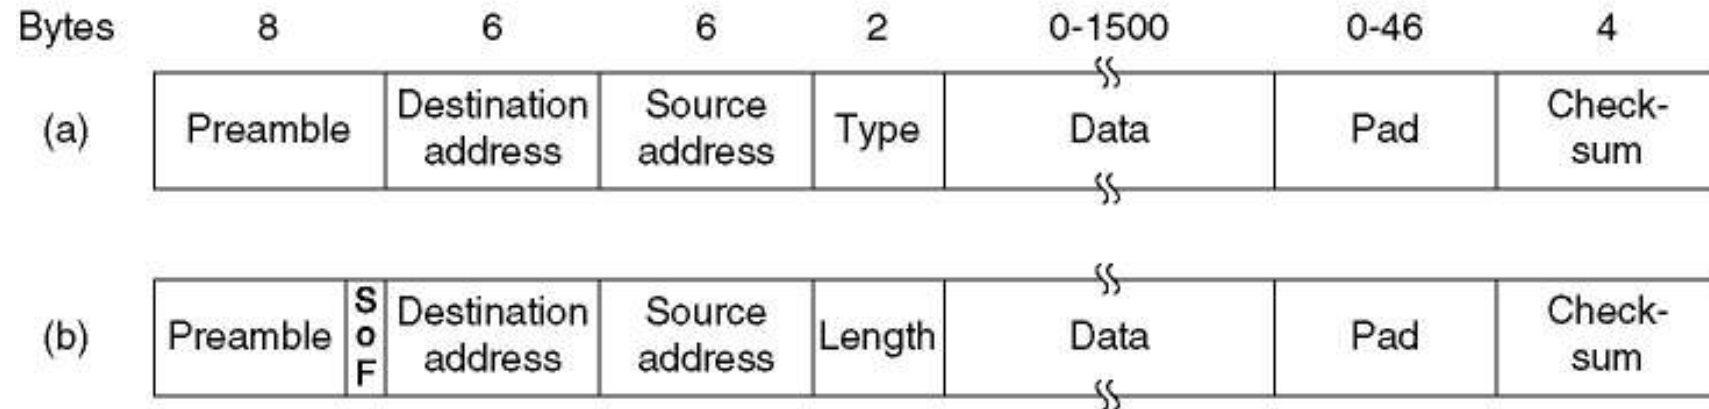 Bytes 8 6 6 2 0-1500 0-46 4
(a) Preamble Destination address Source address Type Data Pad Check-sum
(b) Preamble SoF Destination address Source address Length Data Pad Check-sum